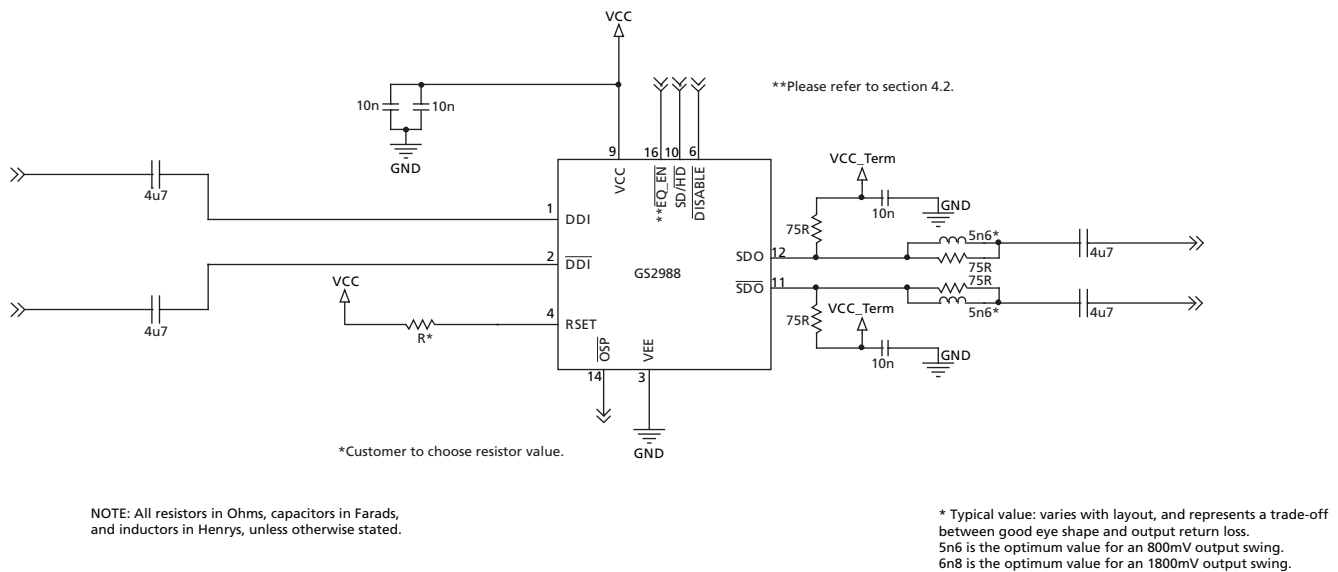 VCC
**Please refer to section 4.2.
10n
10n
GND
9
16
10
6
VCC
**EQ_EN
SD/HD
DISABLE
4u7
1
DDI
2
DDI
4u7
VCC
R*
4
RSET
GS2988
OSP
VEE
14
3
GND
SDO
12
SDO
11
VCC_Term
10n
GND
75R
5n6*
75R
4u7
75R
5n6*
4u7
75R
VCC_Term
10n
GND
*Customer to choose resistor value.
NOTE: All resistors in Ohms, capacitors in Farads,
and inductors in Henrys, unless otherwise stated.
* Typical value: varies with layout, and represents a trade-off
between good eye shape and output return loss.
5n6 is the optimum value for an 800mV output swing.
6n8 is the optimum value for an 1800mV output swing.